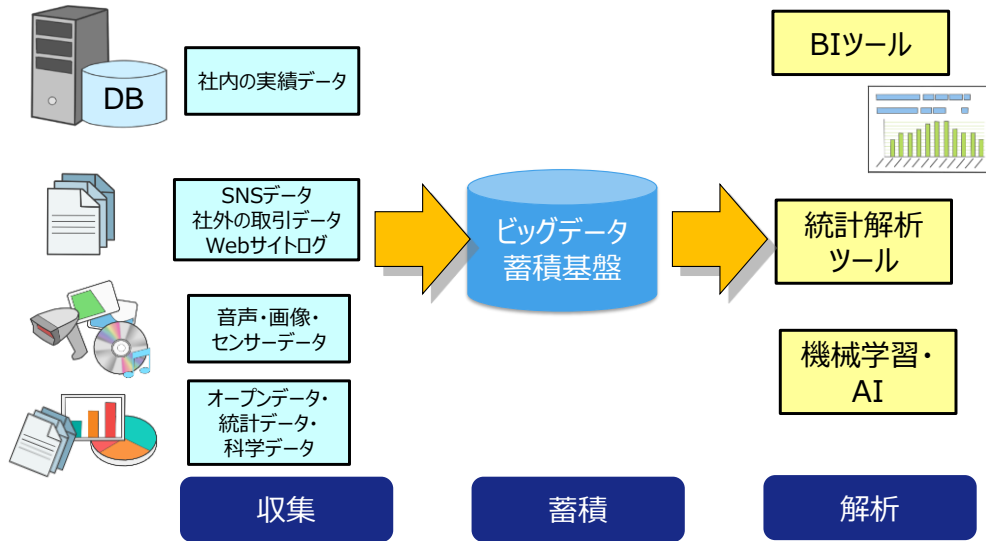 DB
社内の実績データ
SNSデータ
社外の取引データ
Webサイトログ
音声・画像・
センサーデータ
オープンデータ・
統計データ・
科学データ
収集
ビッグデータ
蓄積基盤
蓄積
BIツール
統計解析
ツール
機械学習・
AI
解析